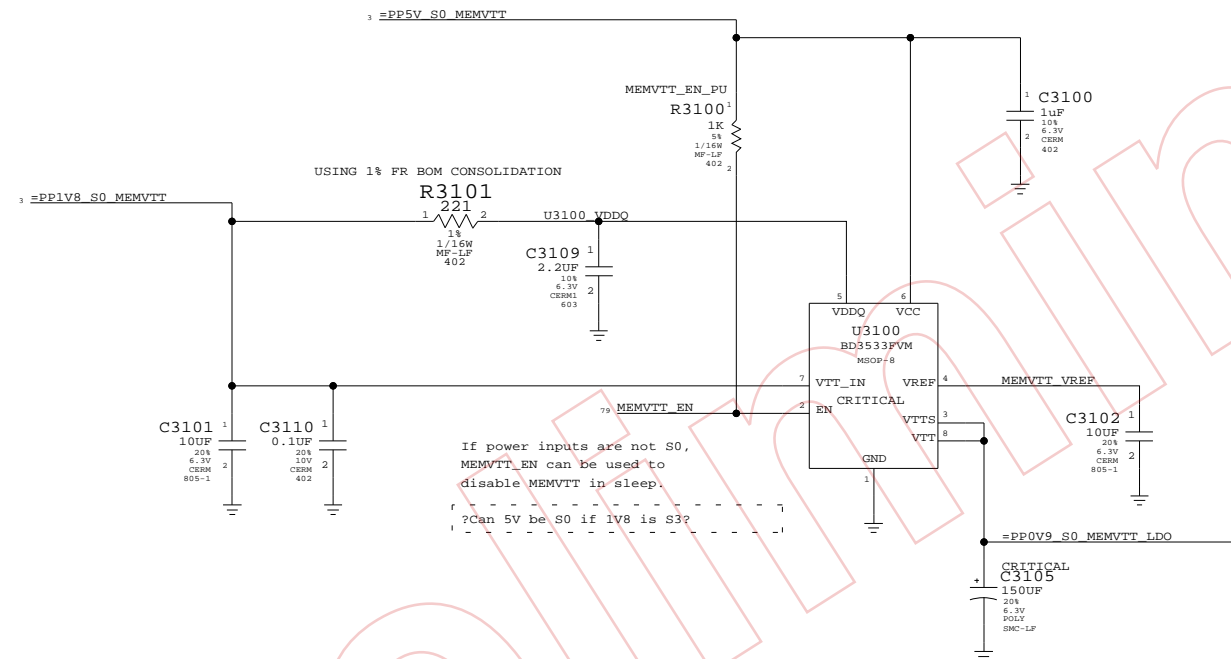 3 =PP5V_S0_MEMVTT
MEMVTT_EN_PU
R3100 1
1K
5%
1/16W
MF-LF
402
2
1 C3100
1uF
10%
6.3V
2 CERM
402
USING 1% FR BOM CONSOLIDATION
R3101
221
1 2
1%
1/16W
MF-LF
402
3 =PP1V8_S0_MEMVTT
U3100_VDDQ
C3109 1
2.2UF
10%
6.3V
CERM1 2
603
5 6
VDDQ VCC
U3100
BD3533FVM
MSOP-8
7 VTT_IN VREF 4 MEMVTT_VREF
CRITICAL
79 MEMVTT_EN 2 EN
VTTS 3
VTT 8
GND
1
C3101 1
10UF
20%
6.3V
CERM 2
805-1
C3110 1
0.1UF
20%
10V
CERM 2
402
If power inputs are not S0,
MEMVTT_EN can be used to
disable MEMVTT in sleep.
?Can 5V be S0 if 1V8 is S3?
C3102 1
10UF
20%
6.3V
CERM 2
805-1
=PP0V9_S0_MEMVTT_LDO
CRITICAL
+ C3105
150UF
20%
6.3V
POLY
SMC-LF